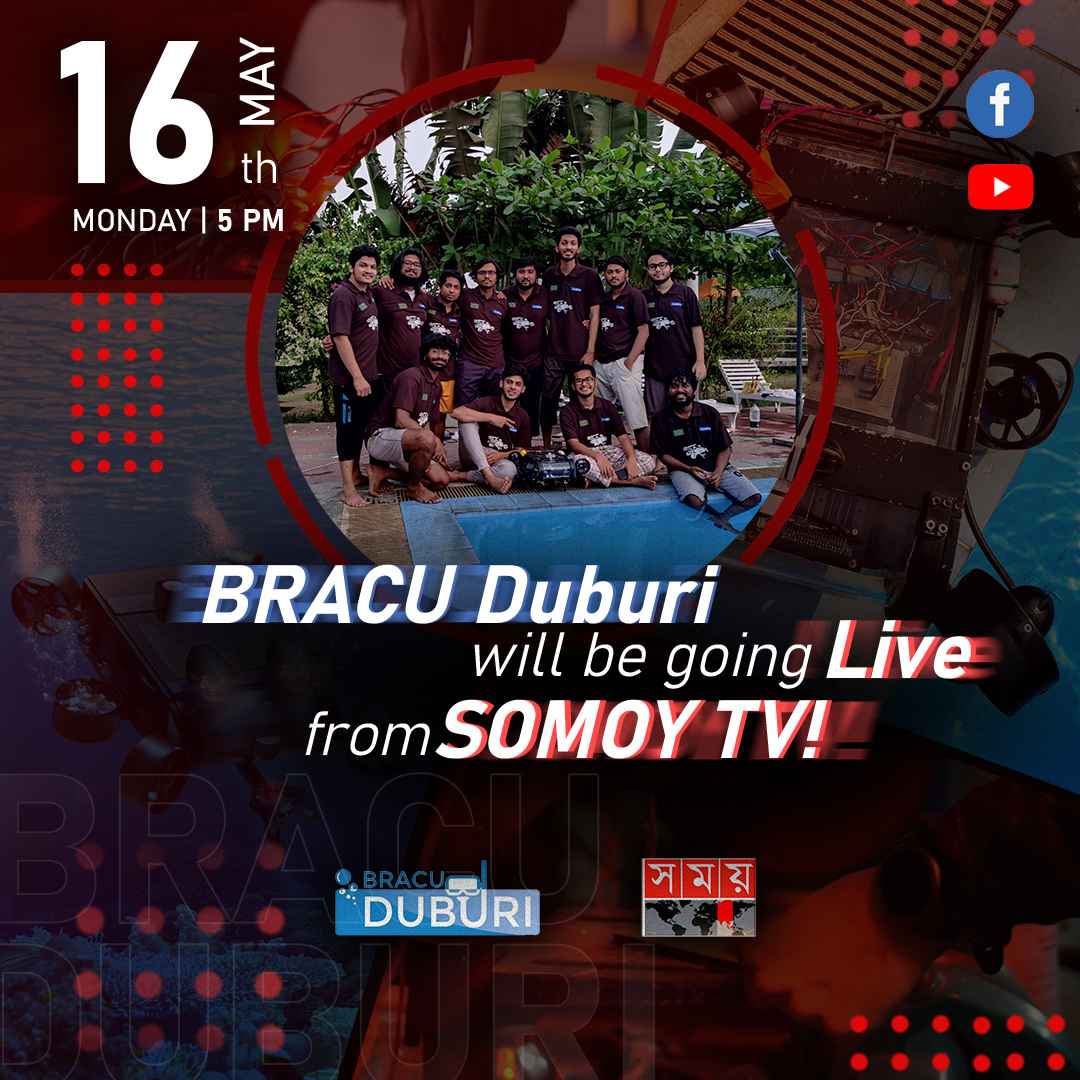 16 th MAY
MONDAY | 5 PM
BRACU Duburi
will be going Live
from SOMOY TV!
BRACU
DUBURI
BRACU
DUBURI
সময়